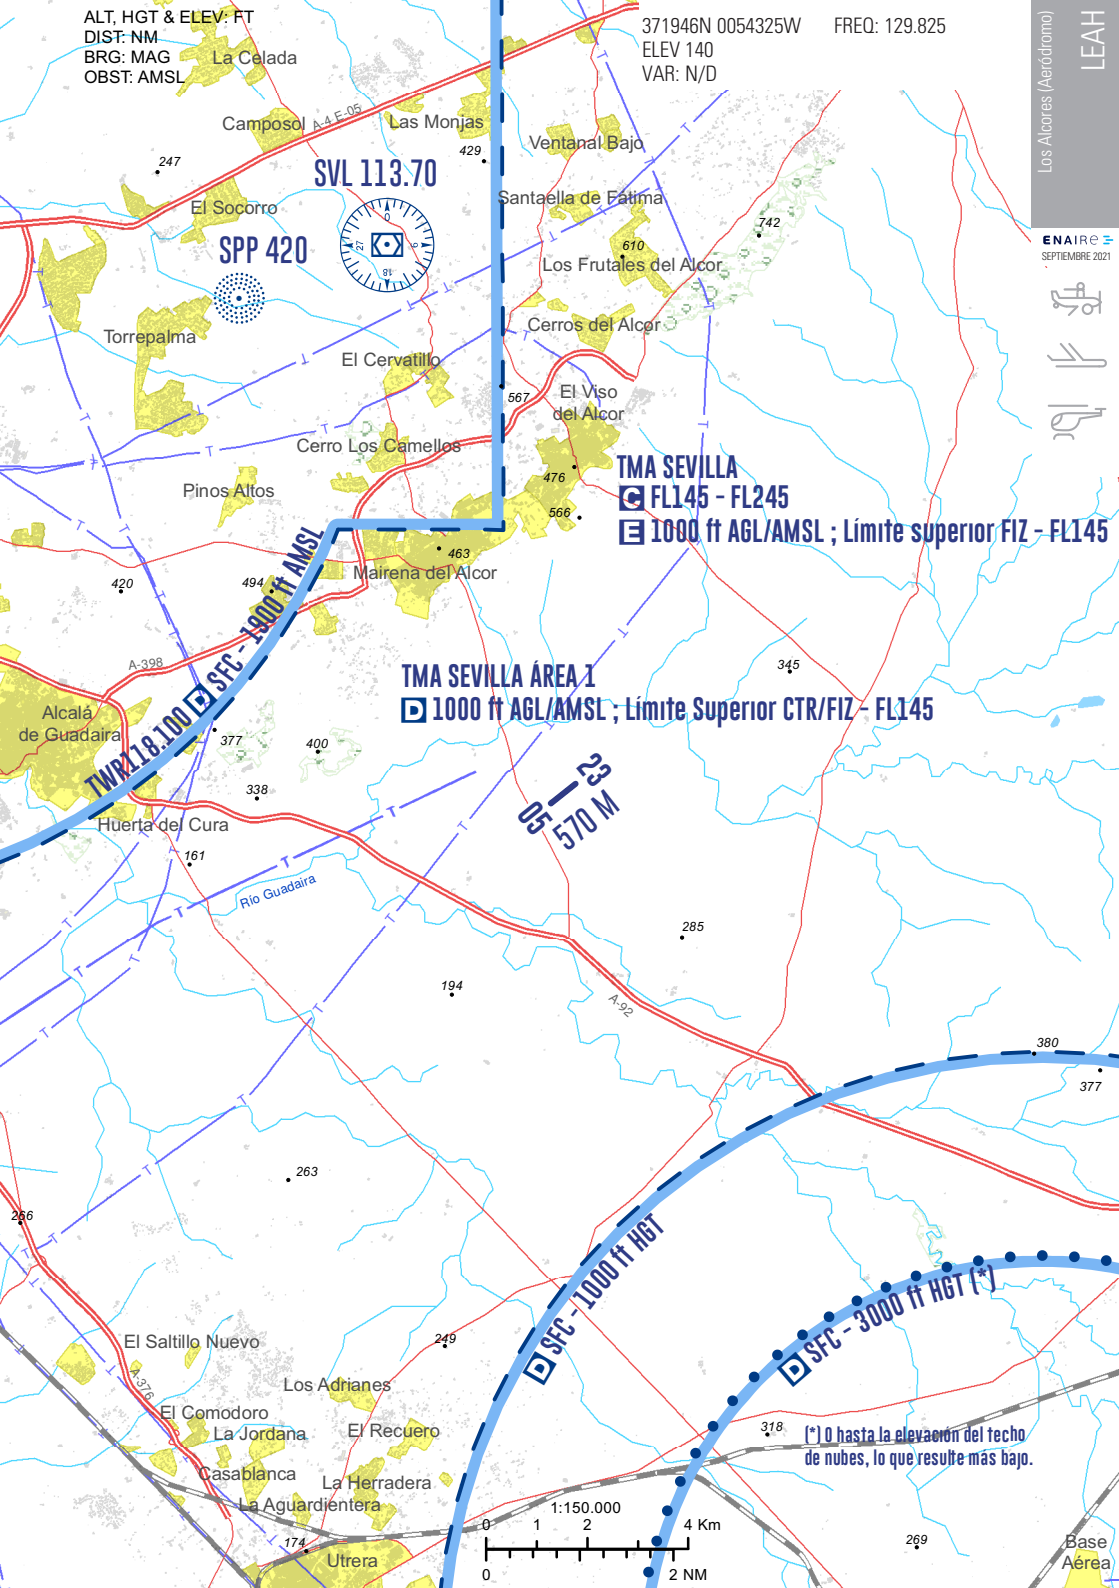 ALT, HGT & ELEV: FT
DIST: NM
BRG: MAG
OBST: AMSL
371946N 0054325W FREQ: 129.825
ELEV 140
VAR: N/D
Los Alcores (Aeródromo)
LEAH
ENAIRE
SEPTIEMBRE 2021
La Celada
Camposol
A-4 E-05
Las Monjas
429
Ventanal Bajo
247
SVL 113.70
El Socorro
Santaella de Fátima
742
SPP 420
0
9
18
27
610
Los Frutales del Alcor
Torrepalma
Cerros del Alcor
El Cervatillo
567
El Viso
del Alcor
Cerro Los Camellos
476
TMA SEVILLA
C FL145 - FL245
E 1000 ft AGL/AMSL ; Límite superior FIZ - FL145
Pinos Altos
566
463
Mairena del Alcor
420
494
TWR118.100 D SFC - 1900 ft AMSL
A-398
345
TMA SEVILLA ÁREA 1
D 1000 ft AGL/AMSL ; Límite Superior CTR/FIZ - FL145
Alcalá
de Guadaira
377
400
338
05 23
570 M
Huerta del Cura
161
Río Guadaira
285
194
A-92
380
377
263
266
D SFC - 1000 ft HGT
D SFC - 3000 ft HGT (*)
El Saltillo Nuevo
249
A-376
Los Adrianes
El Comodoro
La Jordana
El Recuero
318
(*) O hasta la elevación del techo
de nubes, lo que resulte más bajo.
Casablanca
La Herradera
La Aguardientera
1:150.000
0 1 2 4 Km
174
Utrera
0 2 NM
269
Base
Aérea